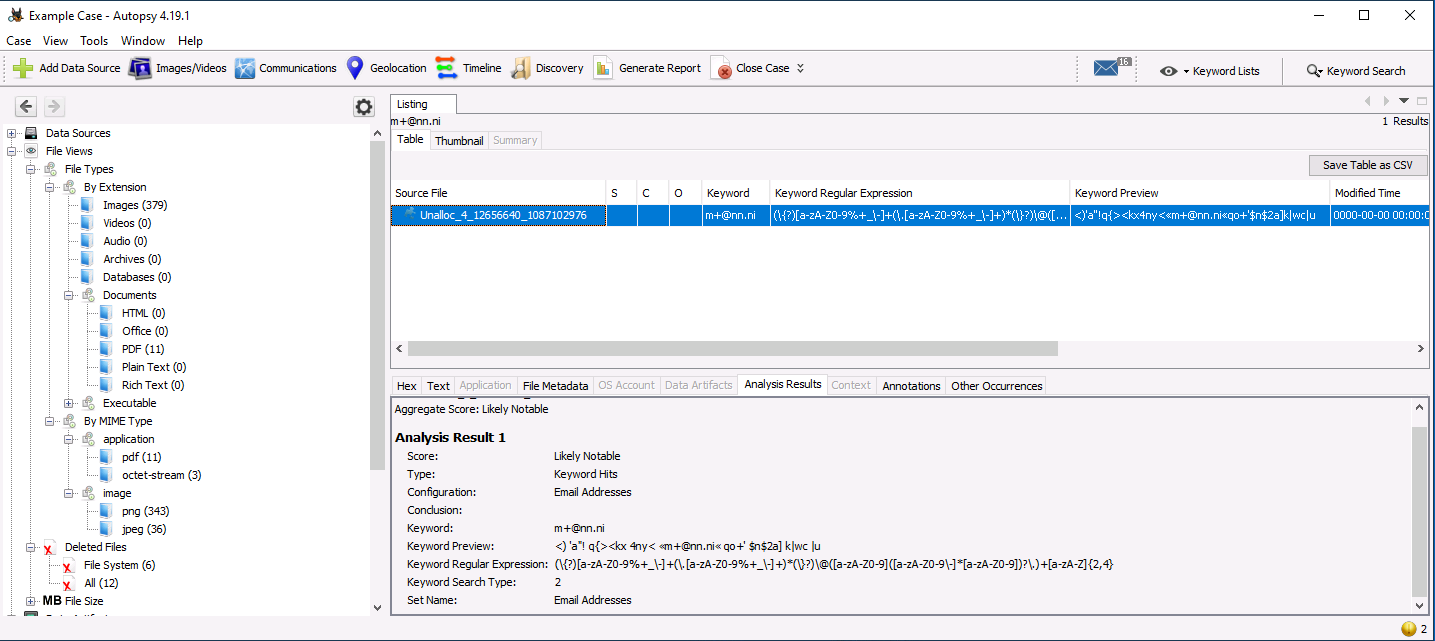 Example Case - Autopsy 4.19.1
Case View Tools Window Help
Add Data Source Images/Videos Communications Geolocation Timeline Discovery Generate Report Close Case 16 Keyword Lists Keyword Search
Data Sources
File Views
File Types
By Extension
Images (379)
Videos (0)
Audio (0)
Archives (0)
Databases (0)
Documents
HTML (0)
Office (0)
PDF (11)
Plain Text (0)
Rich Text (0)
Executable
By MIME Type
application
pdf (11)
octet-stream (3)
image
png (343)
jpeg (36)
Deleted Files
File System (6)
All (12)
MB File Size
Listing
m+@nn.ni 1 Results
Table Thumbnail Summary
Save Table as CSV
Source File S C O Keyword Keyword Regular Expression Keyword Preview Modified Time
Unalloc_4_12656640_1087102976 m+@nn.ni (\{?)[a-zA-Z0-9%+_\-]+(\.[a-zA-Z0-9%+_\-]+)*(\}?)\@([... <)'a"!q{><kx4ny<«m+@nn.ni«qo+'$n$2a]k|wc|u 0000-00-00 00:00:0
Hex Text Application File Metadata OS Account Data Artifacts Analysis Results Context Annotations Other Occurrences
Aggregate Score: Likely Notable
Analysis Result 1
Score: Likely Notable
Type: Keyword Hits
Configuration: Email Addresses
Conclusion:
Keyword: m+@nn.ni
Keyword Preview: <) 'a"! q{><kx 4ny< «m+@nn.ni« qo+' $n$2a] k|wc |u
Keyword Regular Expression: (\{?)[a-zA-Z0-9%+_\-]+(\.[a-zA-Z0-9%+_\-]+)*(\}?)\@([a-zA-Z0-9]([a-zA-Z0-9\-]*[a-zA-Z0-9])?\.)+[a-zA-Z]{2,4}
Keyword Search Type: 2
Set Name: Email Addresses
2